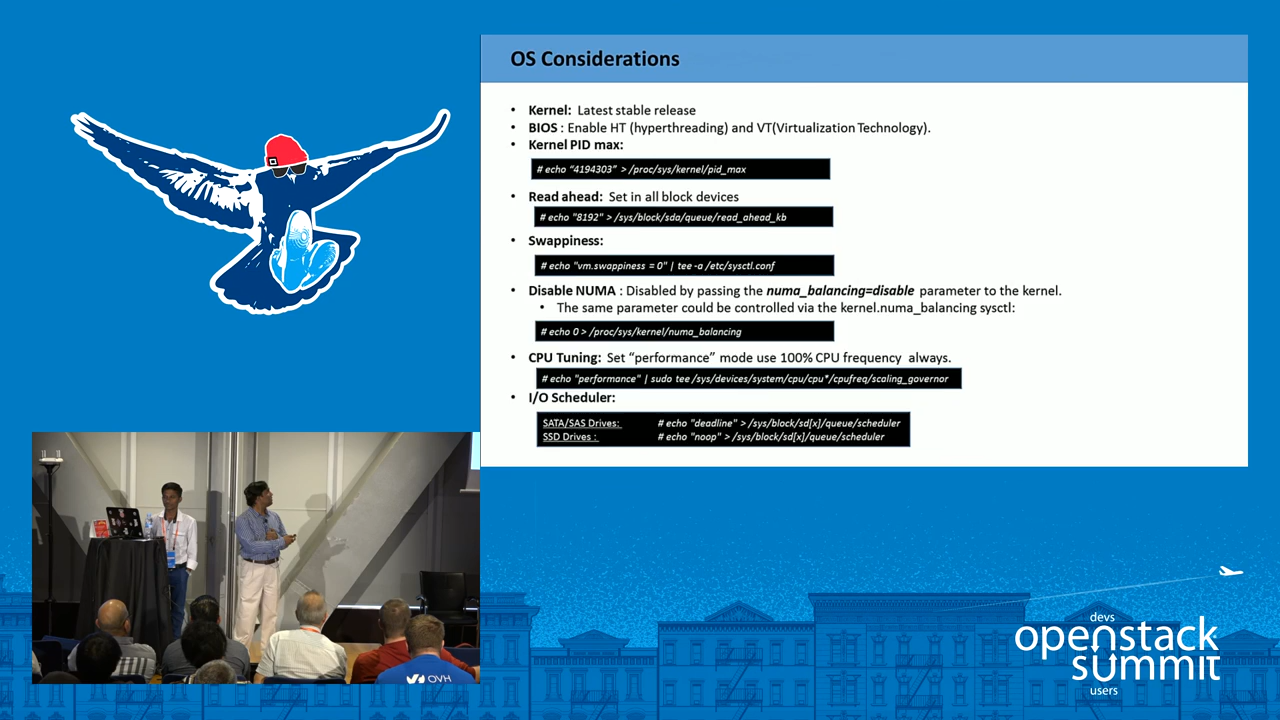 OS Considerations
• Kernel: Latest stable release
• BIOS : Enable HT (hyperthreading) and VT(Virtualization Technology).
• Kernel PID max:
# echo “4194303” > /proc/sys/kernel/pid_max
• Read ahead: Set in all block devices
# echo "8192" > /sys/block/sda/queue/read_ahead_kb
• Swappiness:
# echo "vm.swappiness = 0" | tee -a /etc/sysctl.conf
• Disable NUMA : Disabled by passing the numa_balancing=disable parameter to the kernel.
• The same parameter could be controlled via the kernel.numa_balancing sysctl:
# echo 0 > /proc/sys/kernel/numa_balancing
• CPU Tuning: Set “performance” mode use 100% CPU frequency always.
# echo "performance" | sudo tee /sys/devices/system/cpu/cpu*/cpufreq/scaling_governor
• I/O Scheduler:
SATA/SAS Drives: # echo "deadline" > /sys/block/sd[x]/queue/scheduler
SSD Drives : # echo "noop" > /sys/block/sd[x]/queue/scheduler
OVH
devs
openstack
summit
users